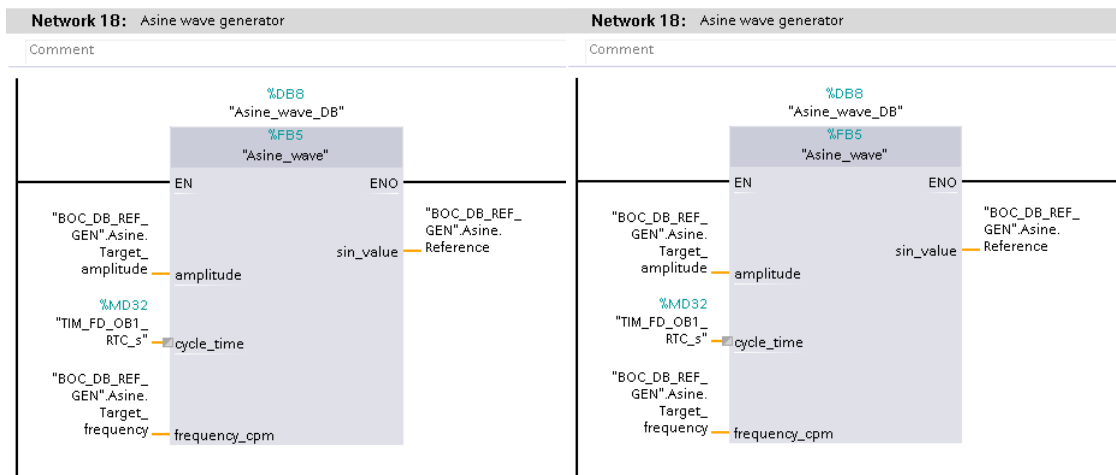 Network 18: Asine wave generator
Comment
%DB8
"Asine_wave_DB"
%FB5
"Asine_wave"
EN
ENO
"BOC_DB_REF_
GEN".Asine.
Target_
amplitude
amplitude
"BOC_DB_REF_
GEN".Asine.
Reference
sin_value
%MD32
"TIM_FD_OB1_
RTC_s"
cycle_time
"BOC_DB_REF_
GEN".Asine.
Target_
frequency
frequency_cpm
Network 18: Asine wave generator
Comment
%DB8
"Asine_wave_DB"
%FB5
"Asine_wave"
EN
ENO
"BOC_DB_REF_
GEN".Asine.
Target_
amplitude
amplitude
"BOC_DB_REF_
GEN".Asine.
Reference
sin_value
%MD32
"TIM_FD_OB1_
RTC_s"
cycle_time
"BOC_DB_REF_
GEN".Asine.
Target_
frequency
frequency_cpm